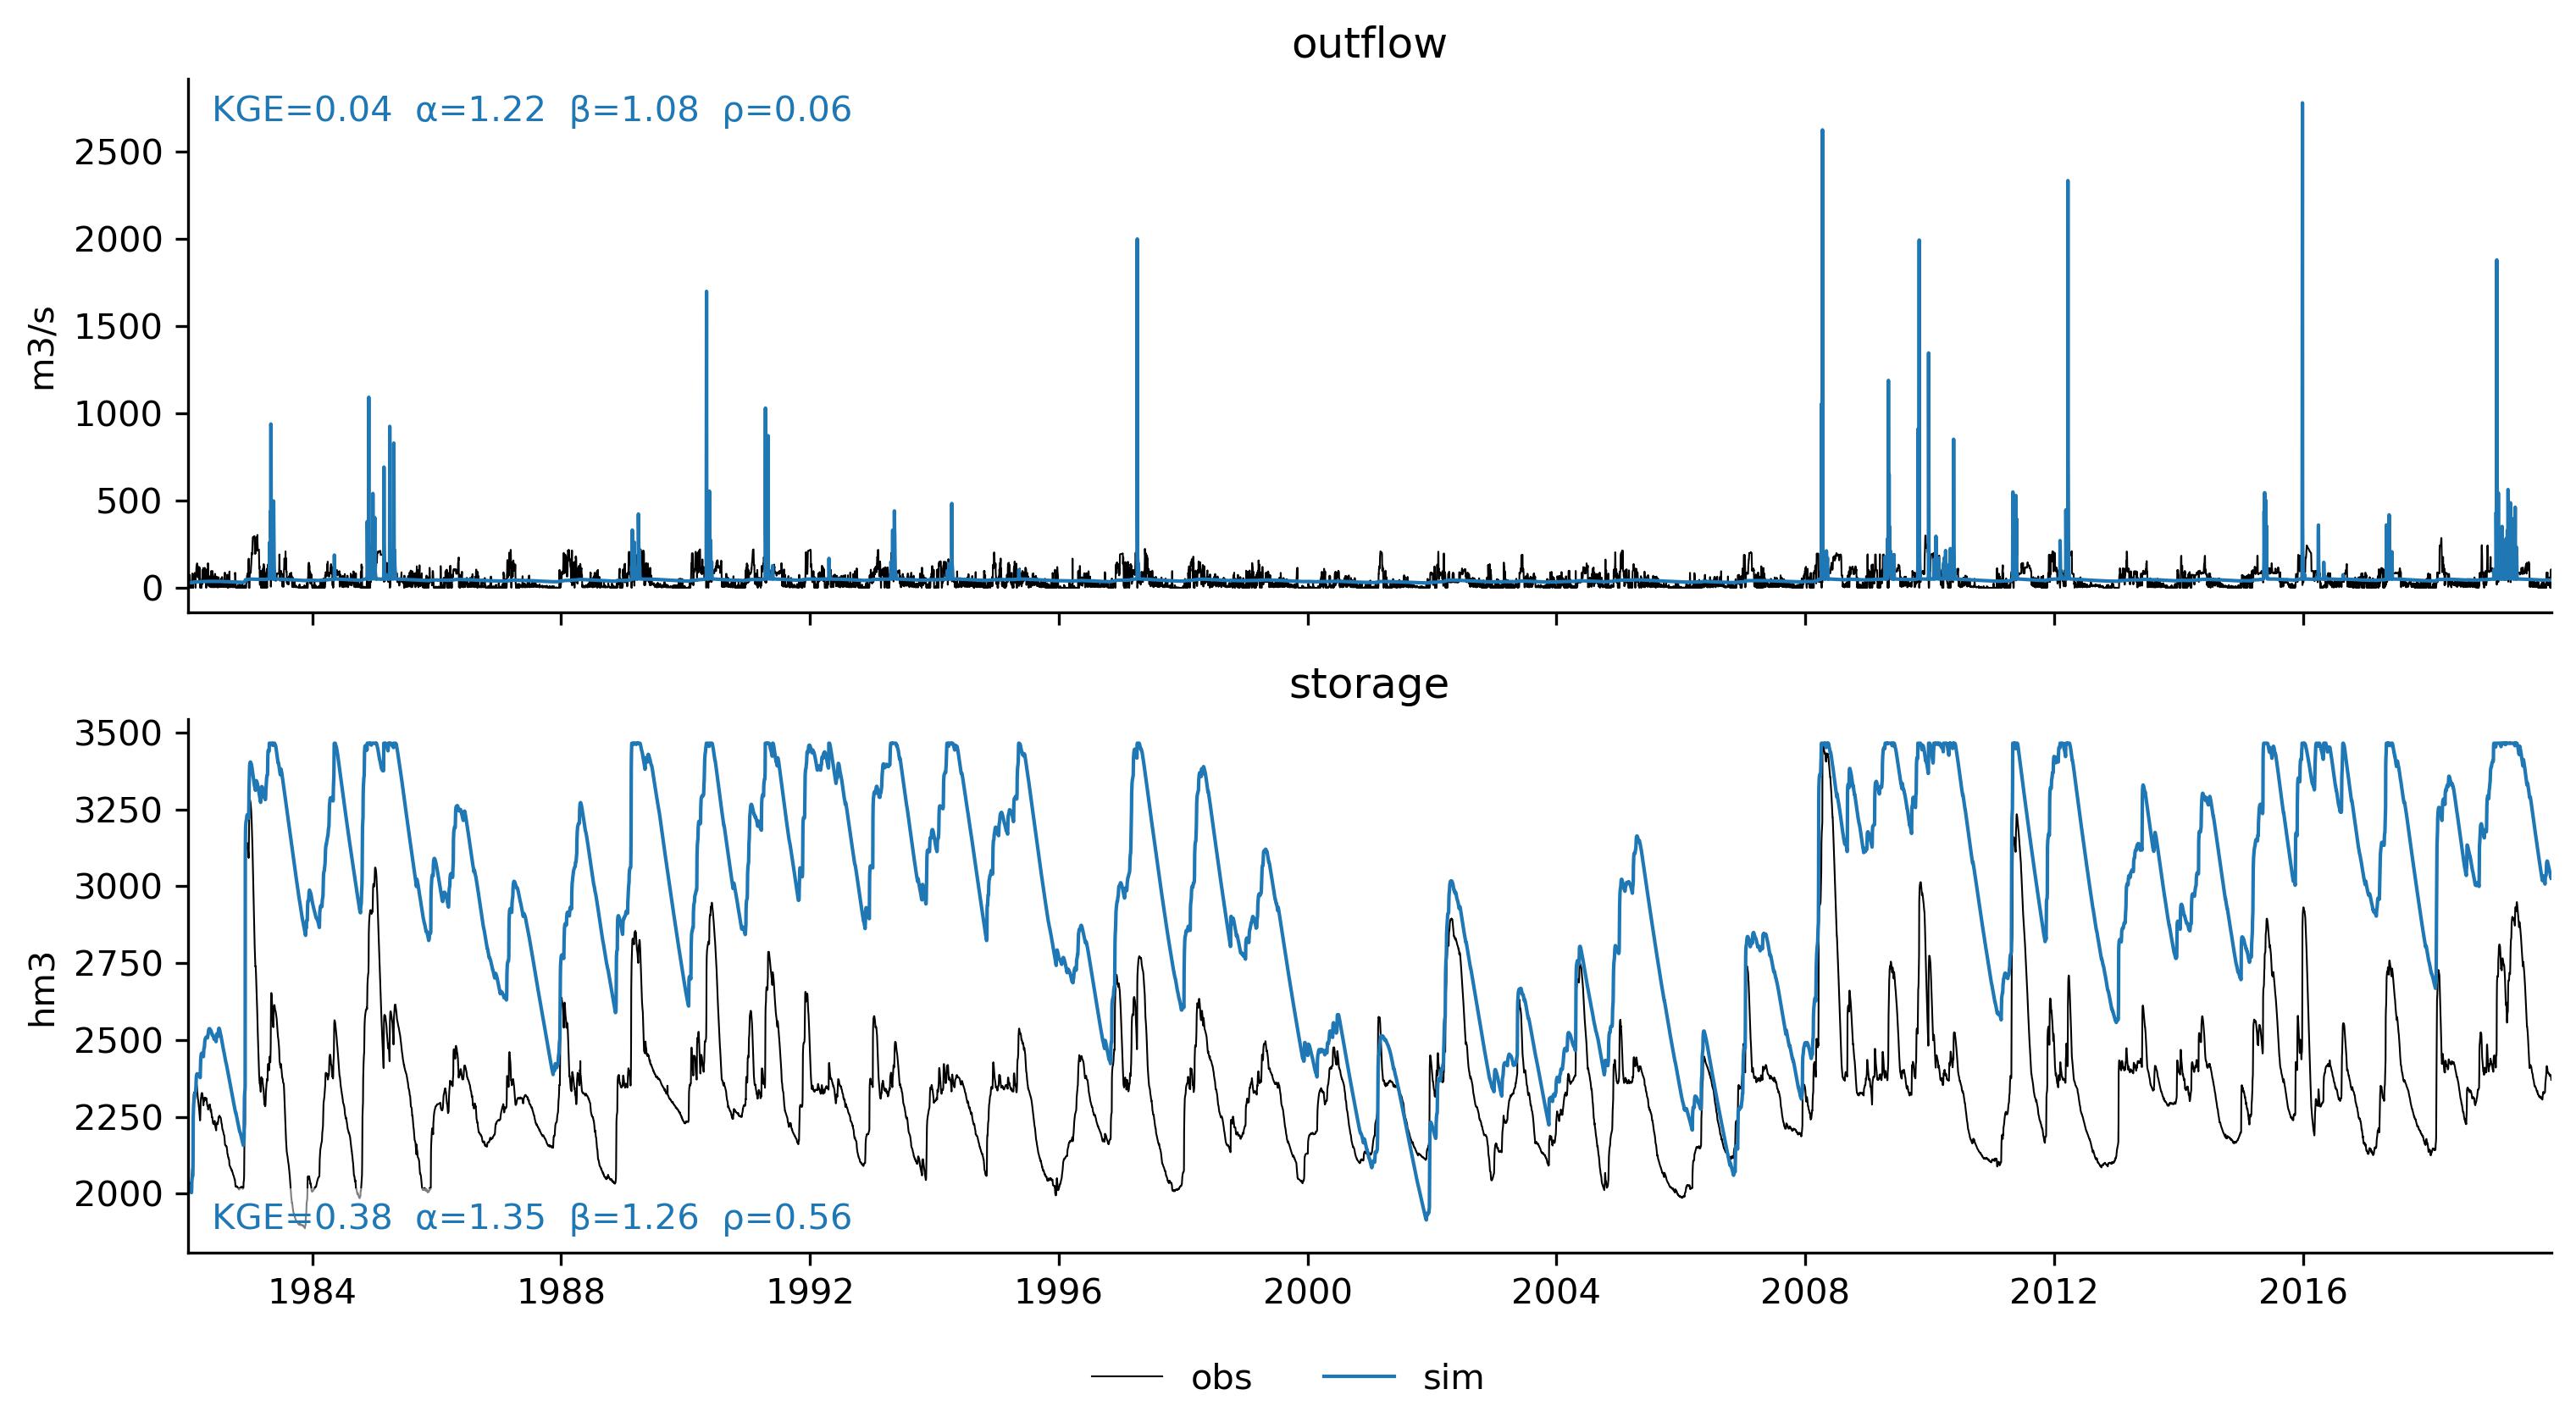 outflow
KGE=0.04 α=1.22 β=1.08 ρ=0.06
2500
2000
1500
1000
500
0
m3/s
storage
3500
3250
3000
2750
2500
2250
2000
hm3
KGE=0.38 α=1.35 β=1.26 ρ=0.56
1984 1988 1992 1996 2000 2004 2008 2012 2016
obs sim